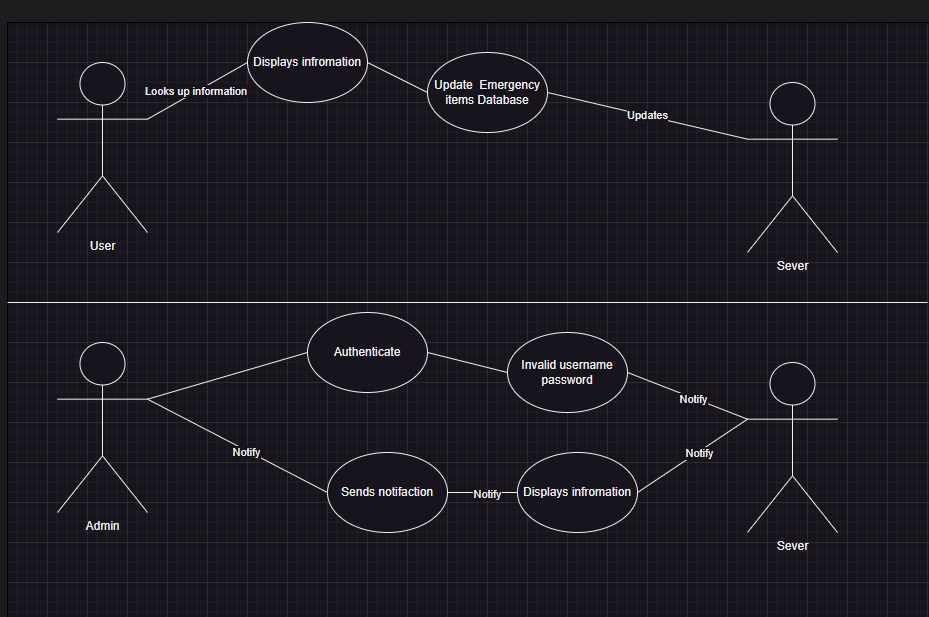 Displays infromation
Looks up information
Update  Emergency
items Database
Updates
User
Sever
Authenticate
Invalid username
password
Notify
Notify
Notify
Sends notifaction
Notify
Displays infromation
Admin
Sever